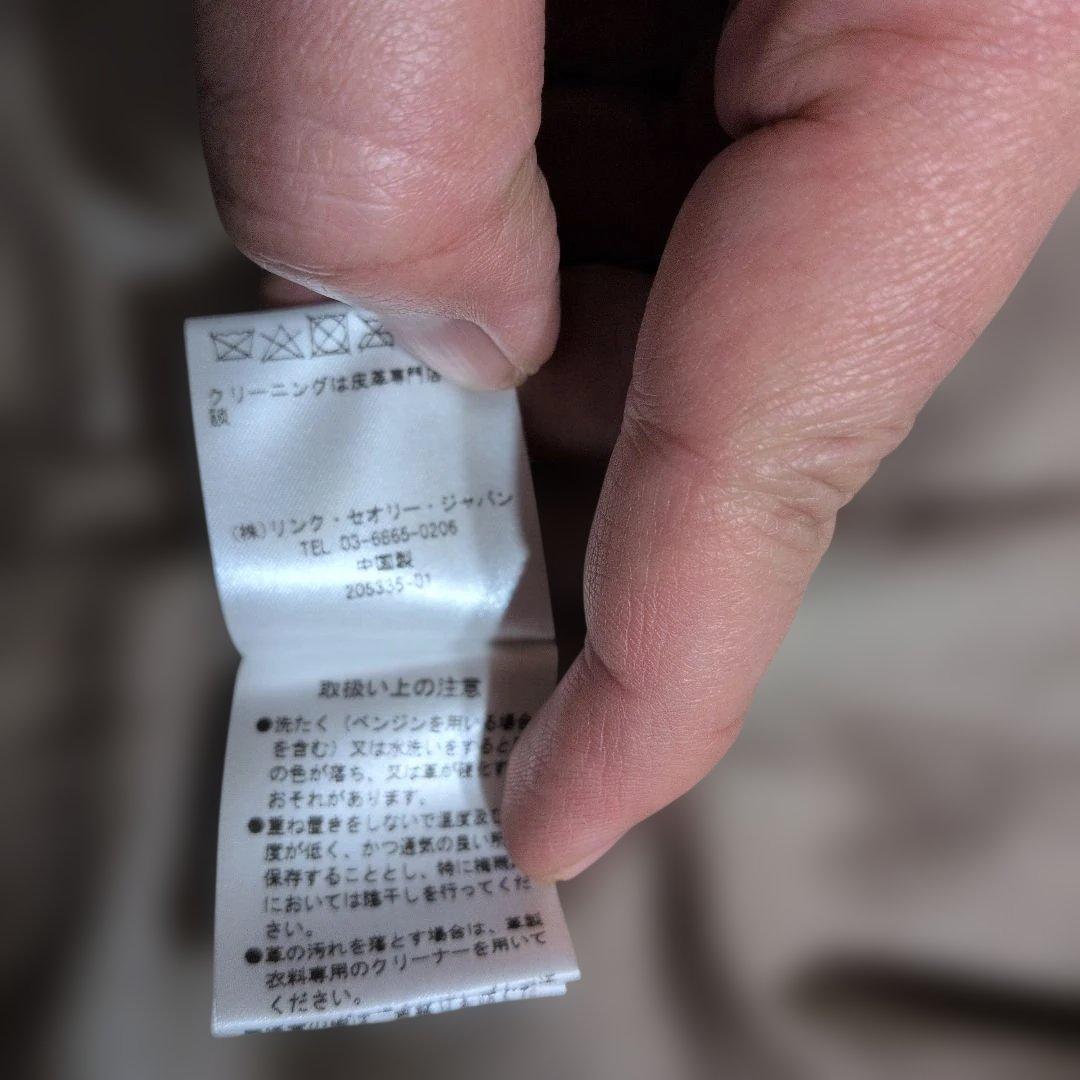 クリーニングは皮革専門店
談
(株)リンク・セオリー・ジャパン
TEL 03-6865-0206
中国製
205335-01
取扱い上の注意
●洗たく(ベンジンを用いる場合
を含む)又は水洗いをすると
の色が落ち、又は革が硬化す
おそれがあります。
●重ね置きをしないで温度及び
度が低く、かつ通気の良い所
保存することとし、特に梅雨
においては陰干しを行ってくだ
さい。
●革の汚れを落とす場合は、革製
衣料専用のクリーナーを用いて
ください。